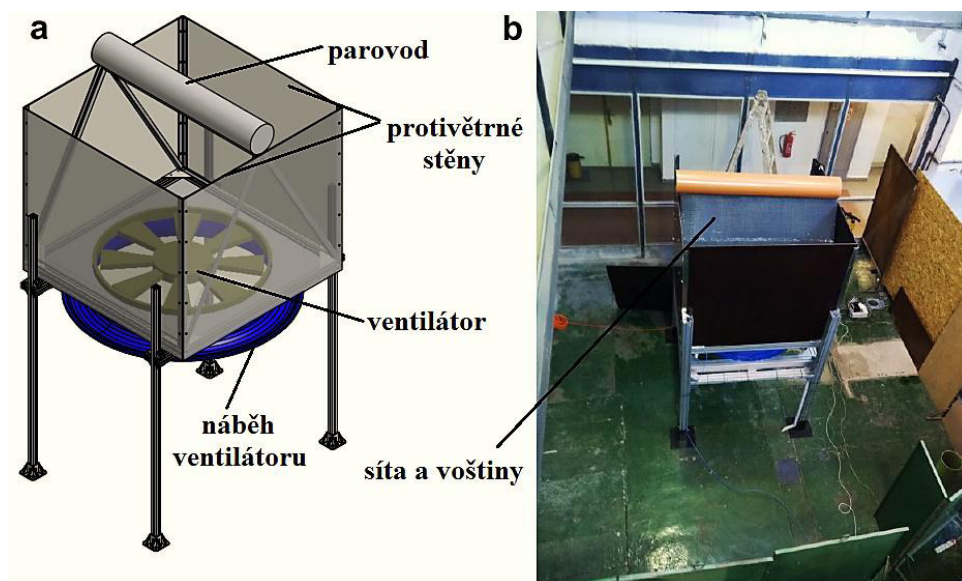 a
parovod
protivětrné
stěny
ventilátor
náběh
ventilátoru
síta a voštiny
b